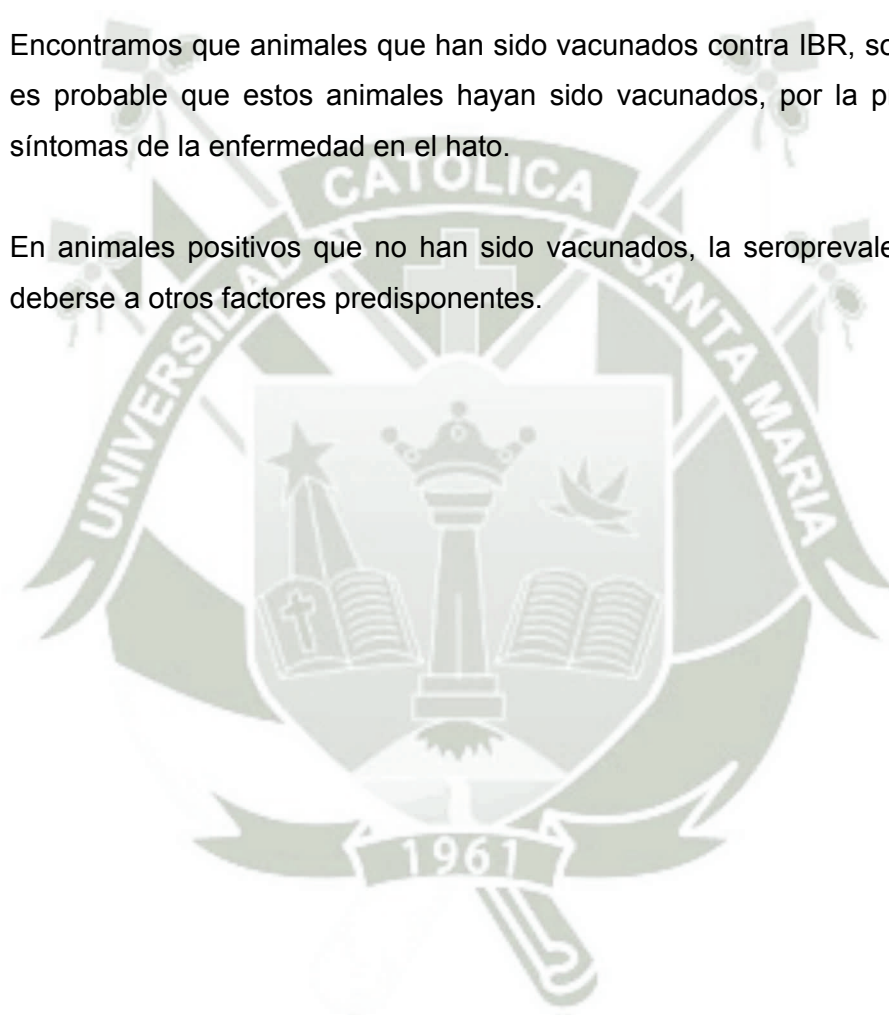 Encontramos que animales que han sido vacunados contra IBR,
es probable que estos animales hayan sido vacunados, por la
síntomas de la enfermedad en el hato.
En animales positivos que no han sido vacunados, la
deberse a otros factores predisponentes.
UNIVERSIDAD CATOLICA SANTA MARIA
1961